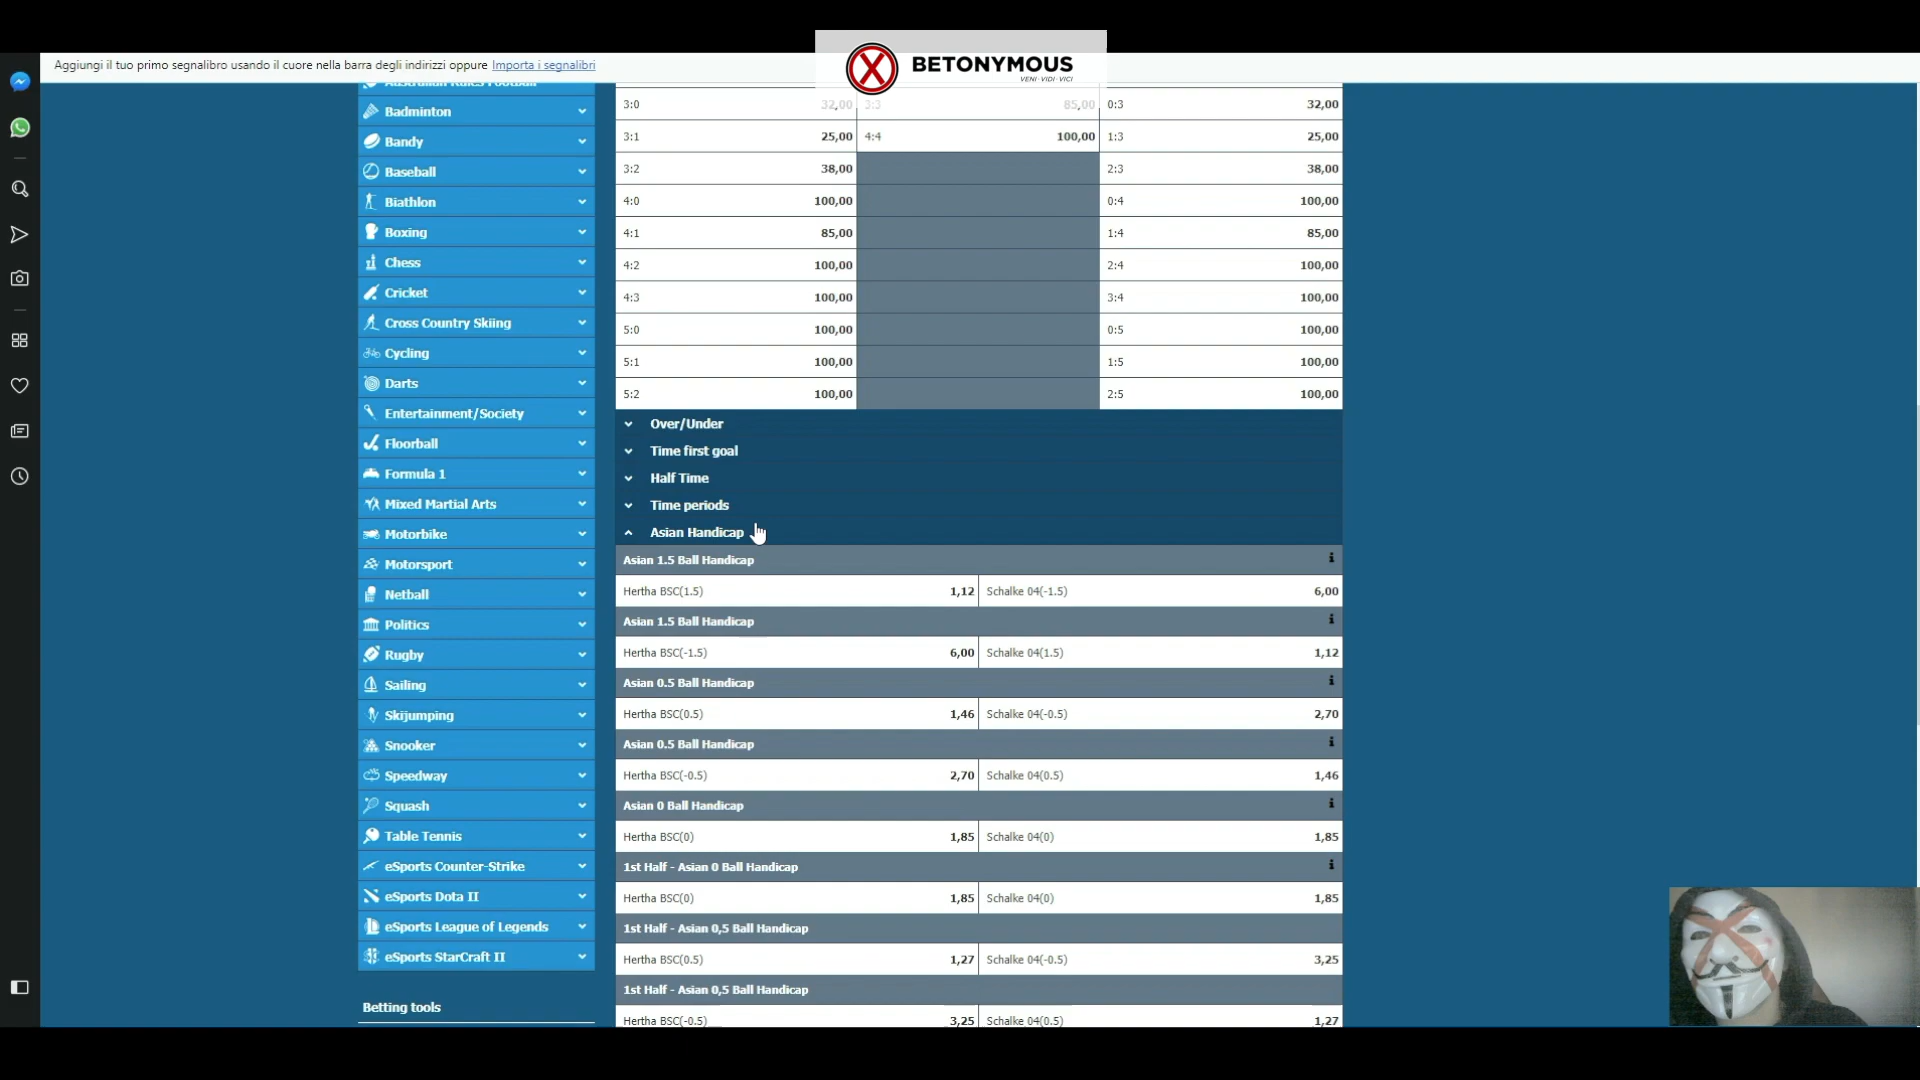 BETONYMOUS
VENI·VIDI·VICI
Aggiungi il tuo primo segnalibro usando il cuore nella barra degli indirizzi oppure Importa i segnalibri
Australian Rules Football
Badminton
Bandy
Baseball
Biathlon
Boxing
Chess
Cricket
Cross Country Skiing
Cycling
Darts
Entertainment/Society
Floorball
Formula 1
Mixed Martial Arts
Motorbike
Motorsport
Netball
Politics
Rugby
Sailing
Skijumping
Snooker
Speedway
Squash
Table Tennis
eSports Counter-Strike
eSports Dota II
eSports League of Legends
eSports StarCraft II
Betting tools
3:0 32,00 3:3 85,00 0:3 32,00
3:1 25,00 4:4 100,00 1:3 25,00
3:2 38,00 2:3 38,00
4:0 100,00 0:4 100,00
4:1 85,00 1:4 85,00
4:2 100,00 2:4 100,00
4:3 100,00 3:4 100,00
5:0 100,00 0:5 100,00
5:1 100,00 1:5 100,00
5:2 100,00 2:5 100,00
Over/Under
Time first goal
Half Time
Time periods
Asian Handicap
Asian 1.5 Ball Handicap
Hertha BSC(1.5) 1,12 Schalke 04(-1.5) 6,00
Asian 1.5 Ball Handicap
Hertha BSC(-1.5) 6,00 Schalke 04(1.5) 1,12
Asian 0.5 Ball Handicap
Hertha BSC(0.5) 1,46 Schalke 04(-0.5) 2,70
Asian 0.5 Ball Handicap
Hertha BSC(-0.5) 2,70 Schalke 04(0.5) 1,46
Asian 0 Ball Handicap
Hertha BSC(0) 1,85 Schalke 04(0) 1,85
1st Half - Asian 0 Ball Handicap
Hertha BSC(0) 1,85 Schalke 04(0) 1,85
1st Half - Asian 0,5 Ball Handicap
Hertha BSC(0.5) 1,27 Schalke 04(-0.5) 3,25
1st Half - Asian 0,5 Ball Handicap
Hertha BSC(-0.5) 3,25 Schalke 04(0.5) 1,27